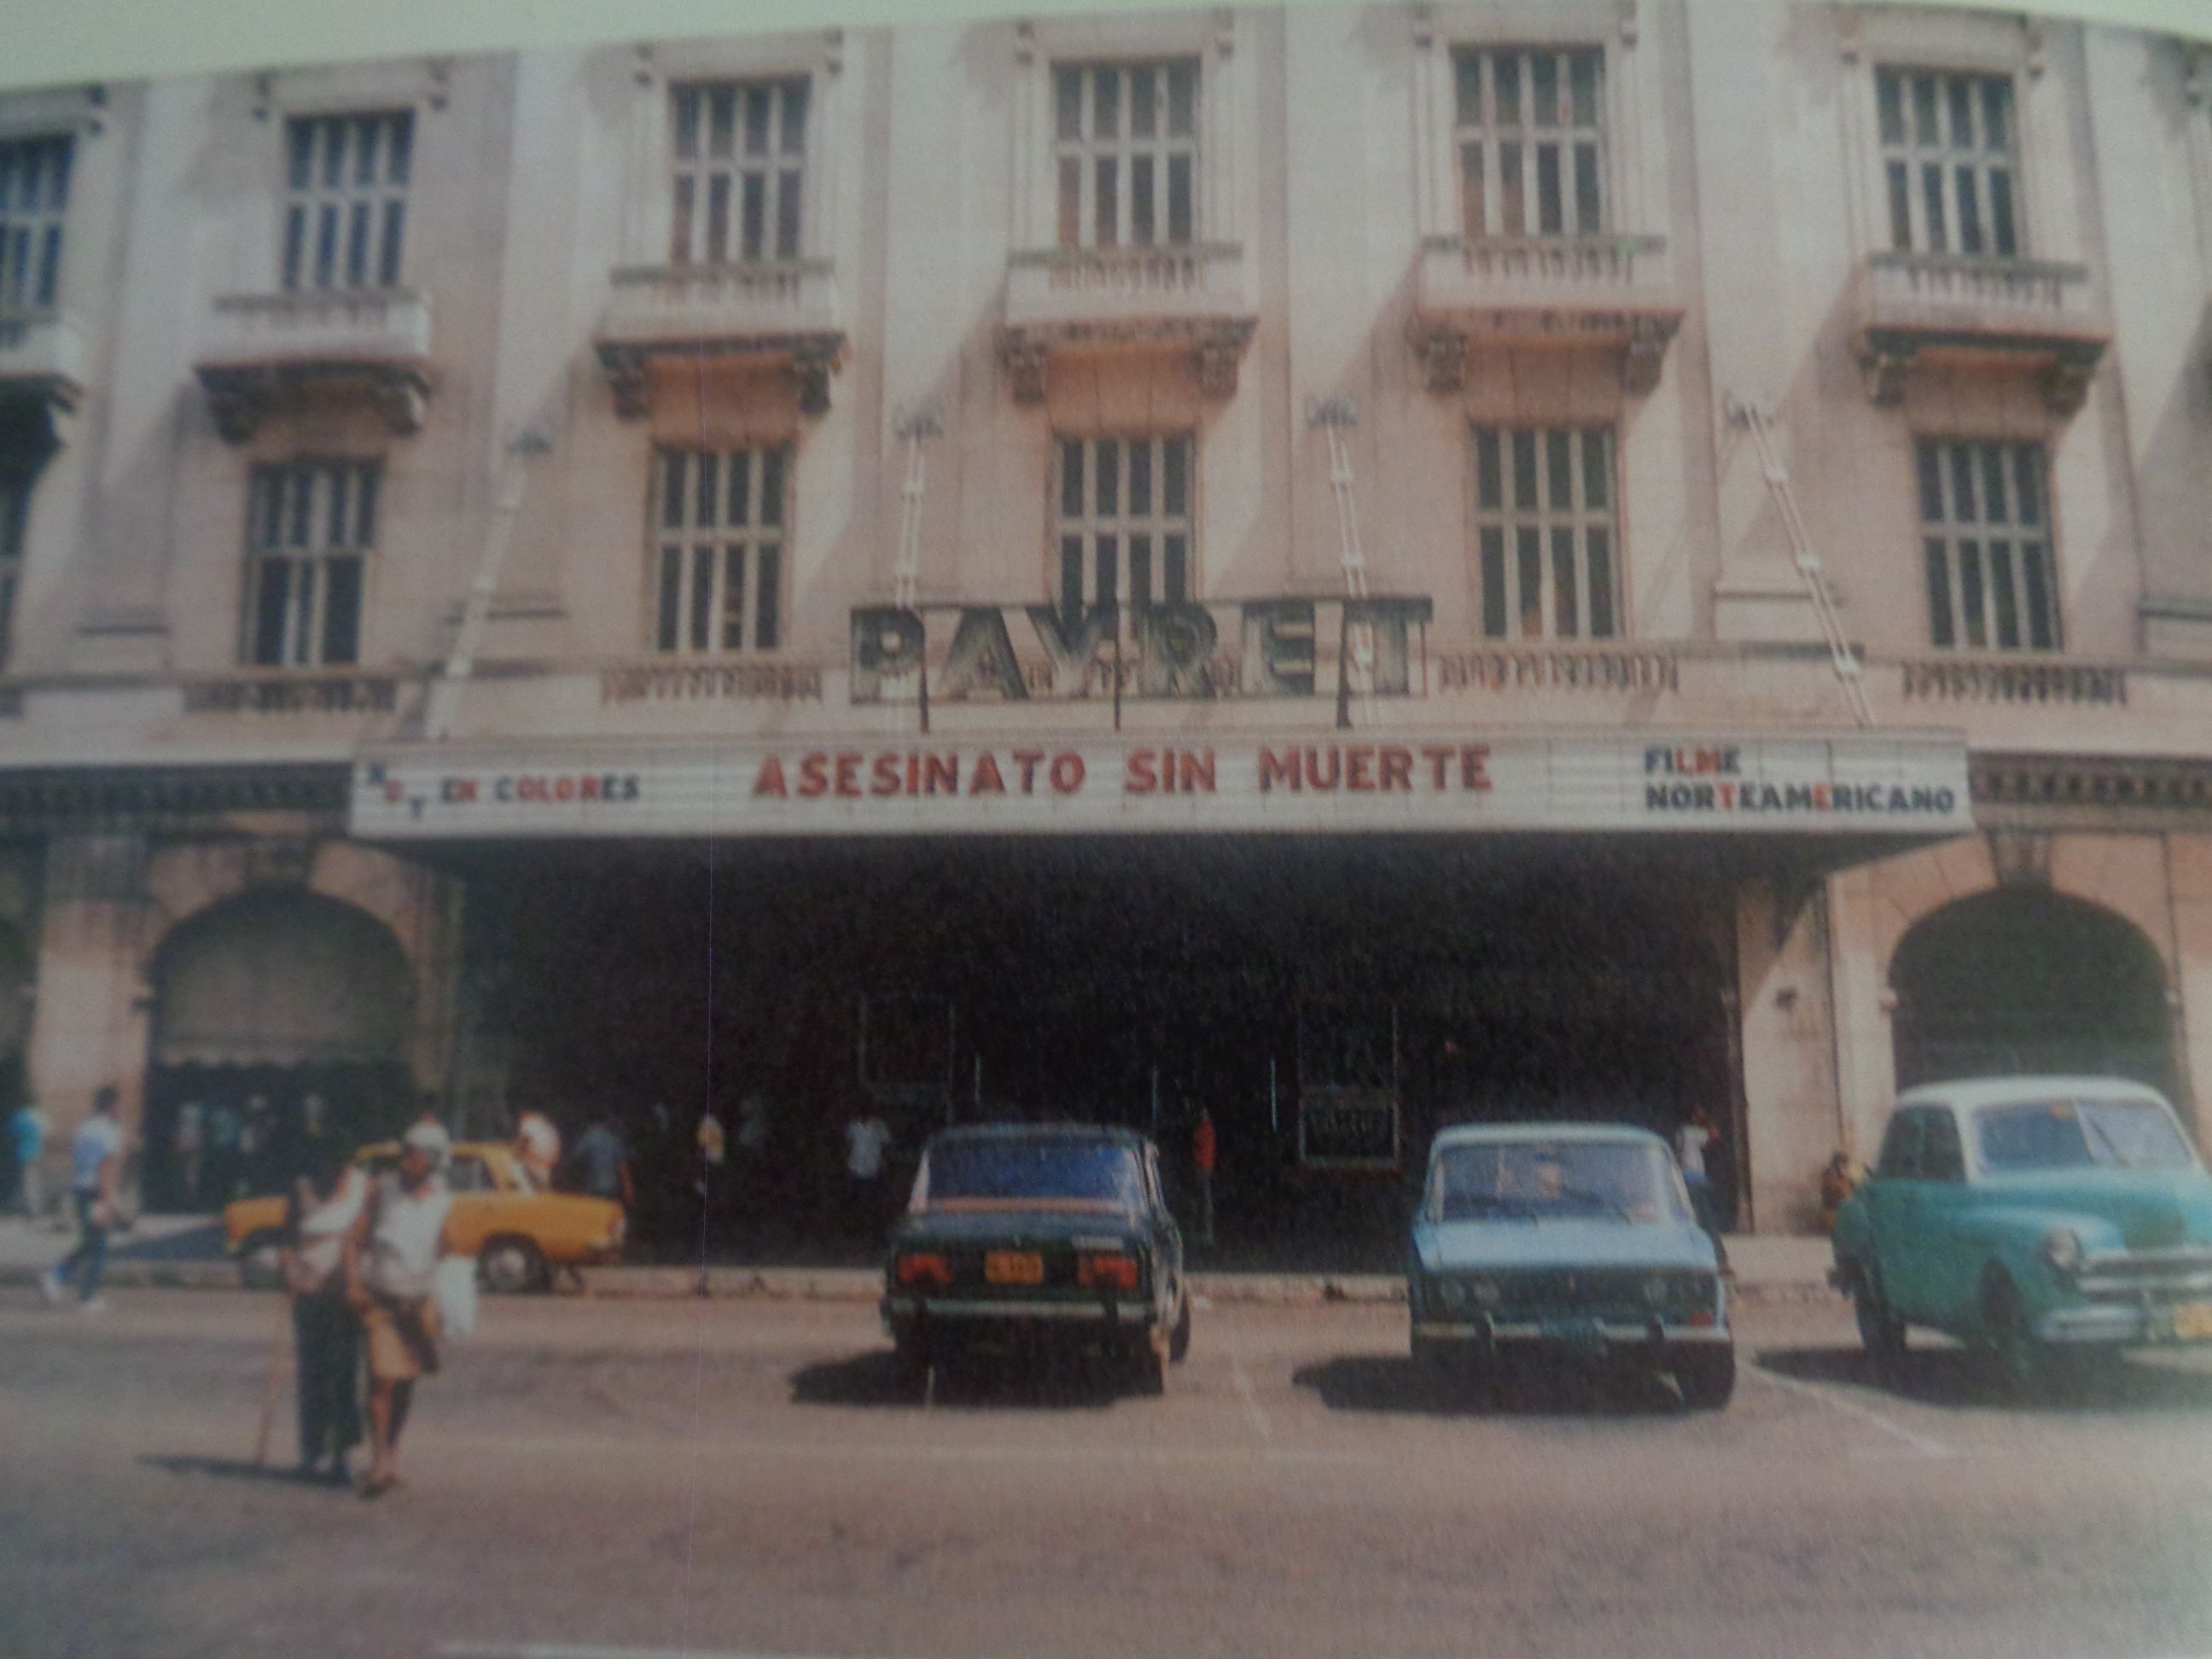 PAYRET
EN COLORES
ASESINATO SIN MUERTE
FILME
NORTEAMERICANO